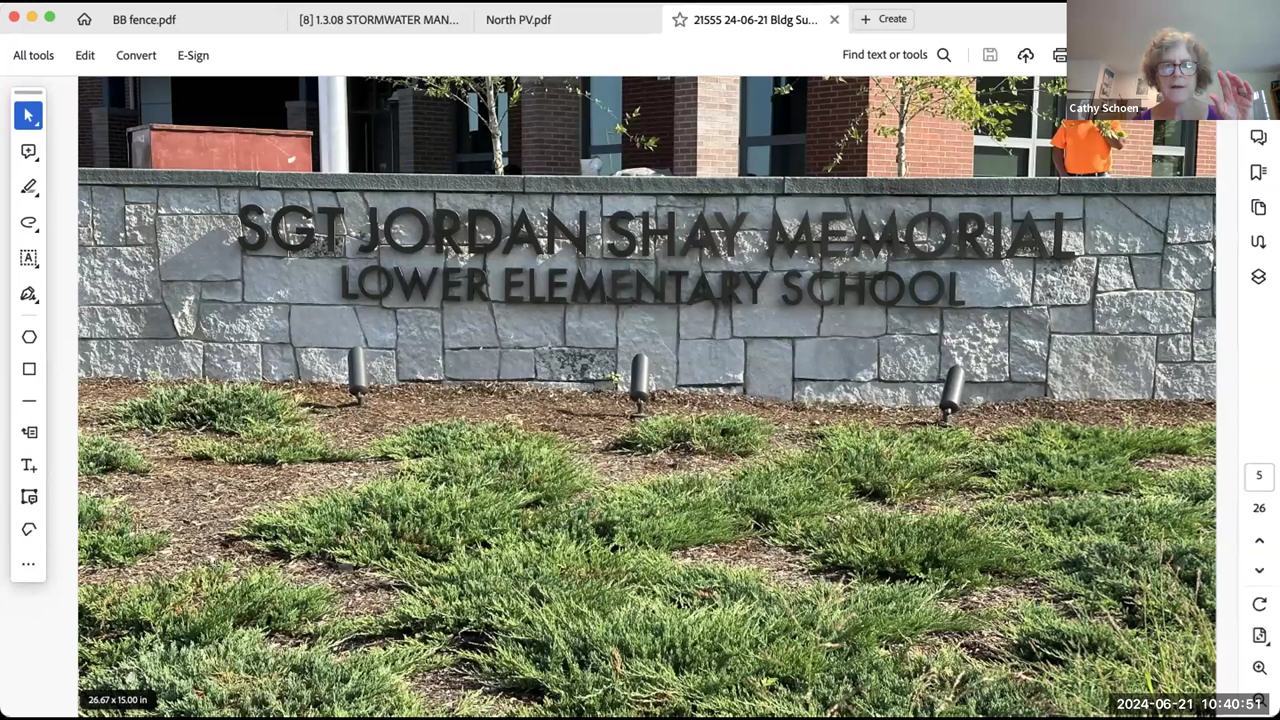 BB fence.pdf
[8] 1.3.08 STORMWATER MAN...
North PV.pdf
21555 24-06-21 Bldg Su...
Create
All tools
Edit
Convert
E-Sign
Find text or tools
Cathy Schoen
SGT JORDAN SHAY MEMORIAL
LOWER ELEMENTARY SCHOOL
5
26
26.67 x 15.00 in
2024-06-21 10:40:51